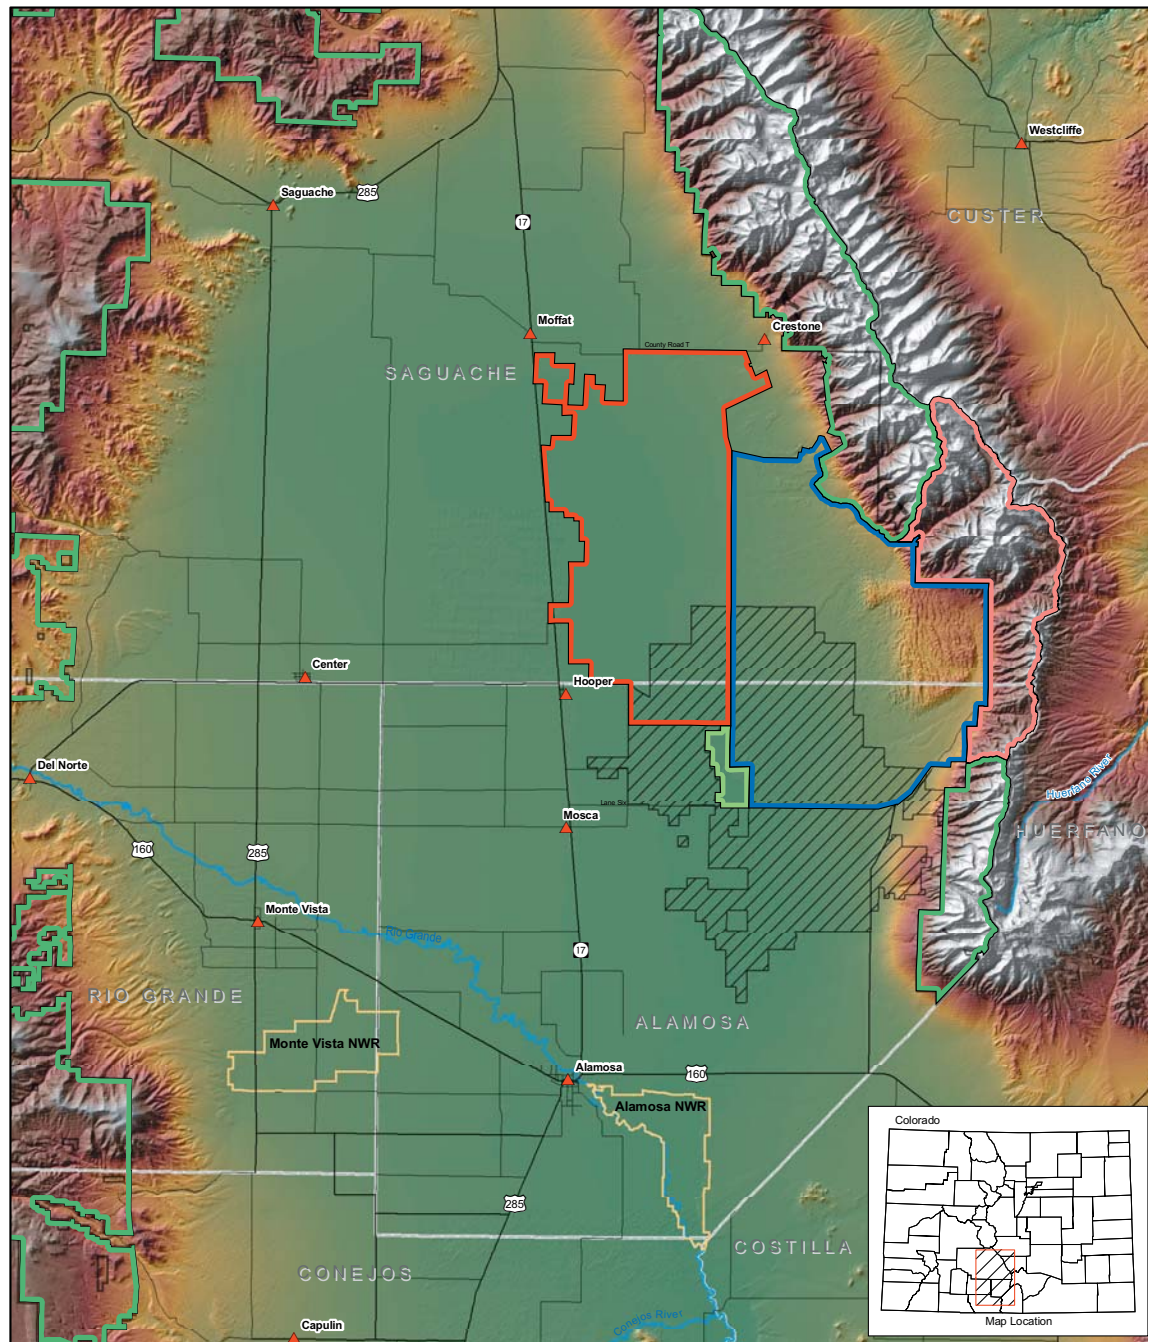 Westcliffe
Saguache
285
CUSTER
17
Moffat
Crestone
County Road T
SAGUACHE
Center
Hooper
Del Norte
Huerfano River
Lane Six
Mosca
HUERFANO
160
285
Monte Vista
Rio Grande
17
RIO GRANDE
ALAMOSA
Monte Vista NWR
Alamosa
160
Alamosa NWR
Colorado
285
COSTILLA
CONEJOS
Conejos River
Capulin
Map Location